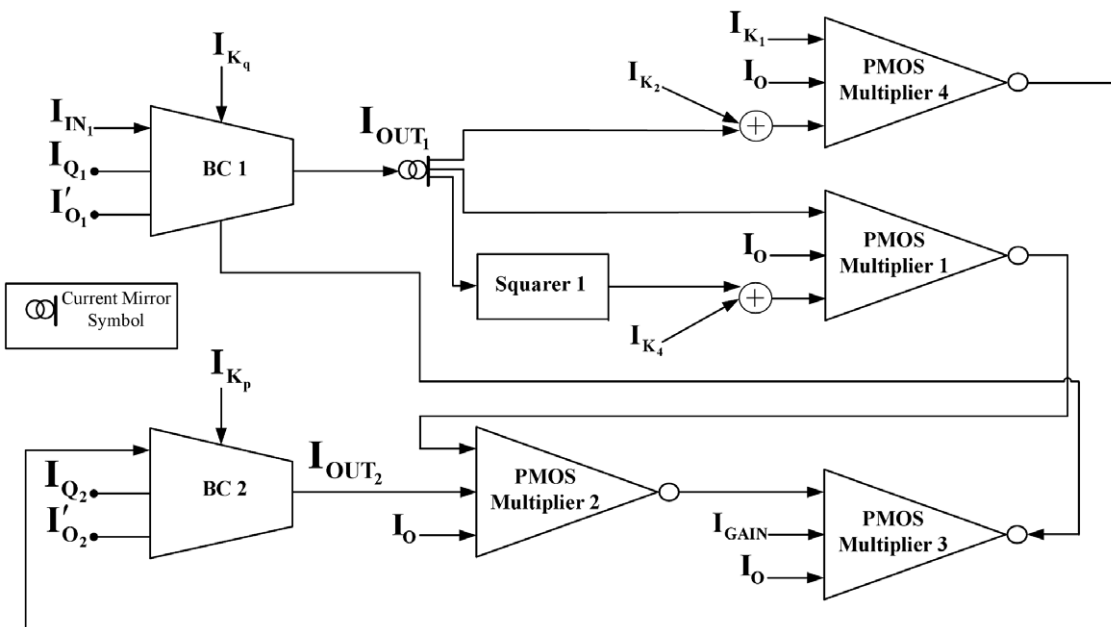 I_Kq
I_IN1
I_Q1
I'_O1
BC 1
I_OUT1
I_K2
I_K1
I_O
PMOS
Multiplier 4
I_O
PMOS
Multiplier 1
Squarer 1
I_K4
Current Mirror
Symbol
I_Kp
I_Q2
I'_O2
BC 2
I_OUT2
I_O
PMOS
Multiplier 2
I_GAIN
I_O
PMOS
Multiplier 3